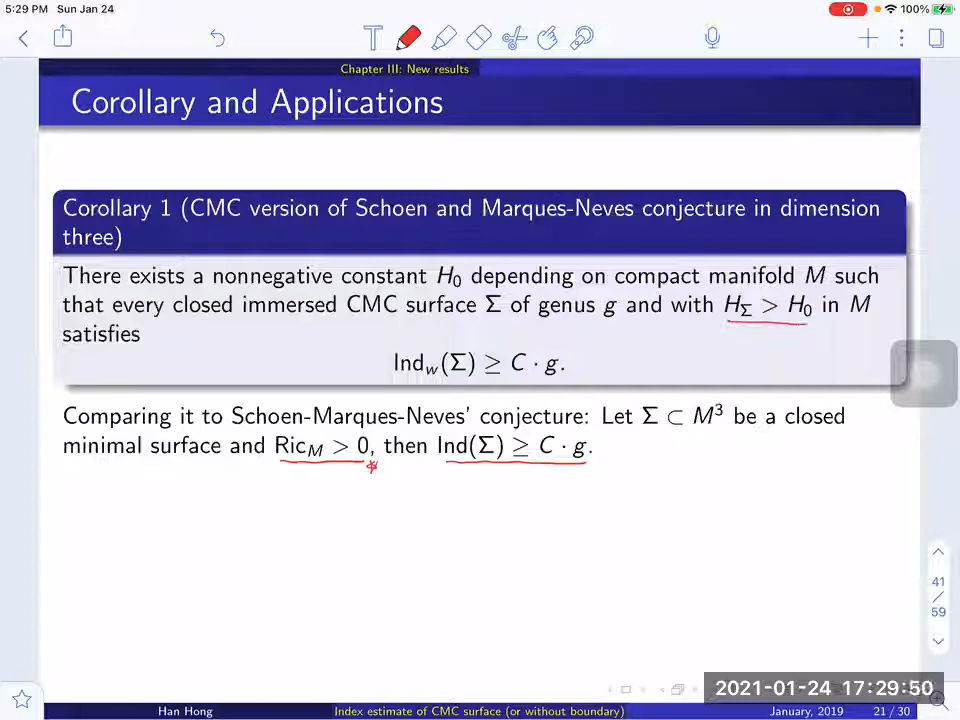 5:29 PM Sun Jan 24
100%
Chapter III: New results
Corollary and Applications
Corollary 1 (CMC version of Schoen and Marques-Neves conjecture in dimension
three)
There exists a nonnegative constant H₀ depending on compact manifold M such
that every closed immersed CMC surface Σ of genus g and with H_Σ > H₀ in M
satisfies
Ind_w(Σ) ≥ C · g.
Comparing it to Schoen-Marques-Neves' conjecture: Let Σ ⊂ M³ be a closed
minimal surface and Ric_M > 0, then Ind(Σ) ≥ C · g.
41
/
59
2021-01-24 17:29:50
Han Hong
Index estimate of CMC surface (or without boundary)
January, 2019
21 / 30